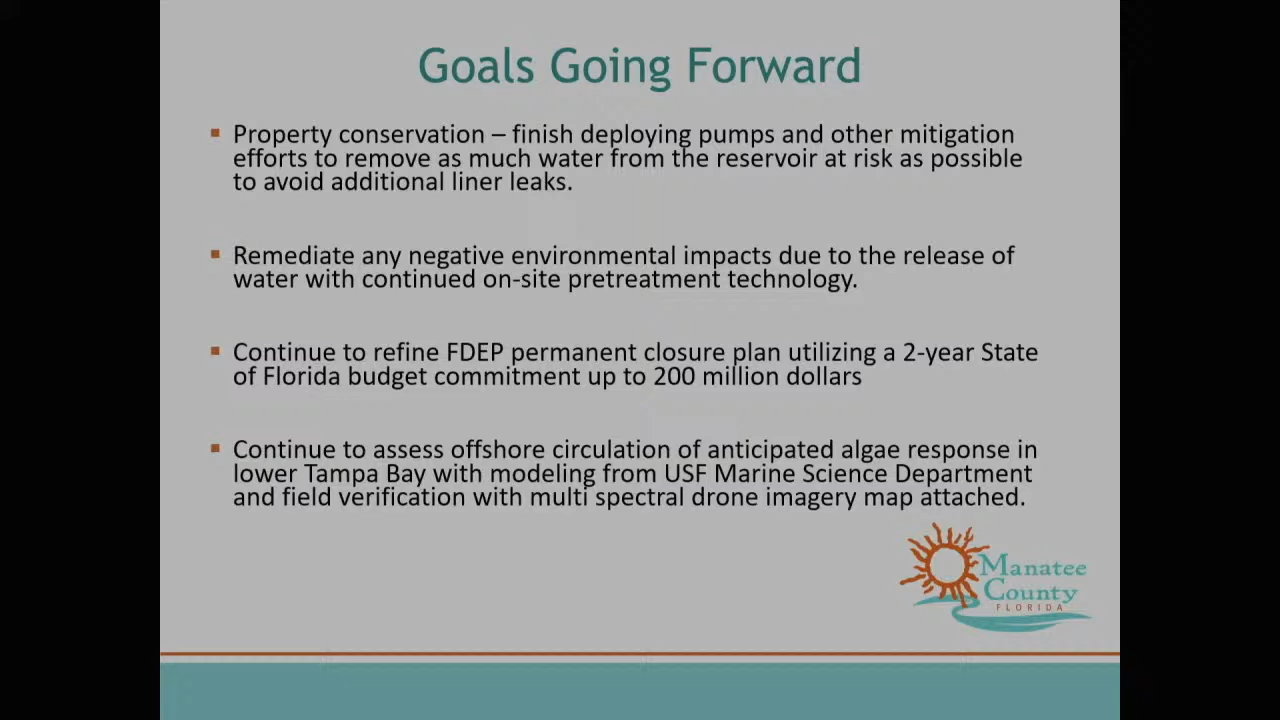 Goals Going Forward
▪ Property conservation – finish deploying pumps and other mitigation
efforts to remove as much water from the reservoir at risk as possible
to avoid additional liner leaks.
▪ Remediate any negative environmental impacts due to the release of
water with continued on-site pretreatment technology.
▪ Continue to refine FDEP permanent closure plan utilizing a 2-year State
of Florida budget commitment up to 200 million dollars
▪ Continue to assess offshore circulation of anticipated algae response in
lower Tampa Bay with modeling from USF Marine Science Department
and field verification with multi spectral drone imagery map attached.
Manatee
County
FLORIDA